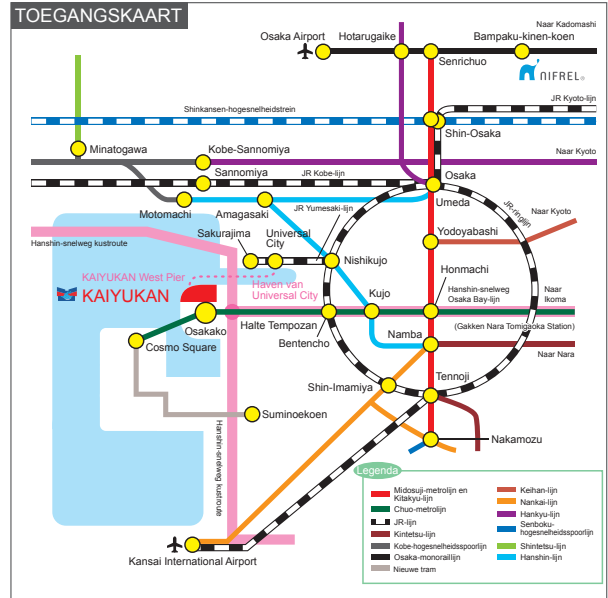 TOEGANGSKAART
Naar Kadomashi
Osaka Airport
Hotarugaike
Senrichuo
Bampaku-kinen-koen
NIFREL.
JR Kyoto-lijn
Shinkansen-hogesnelheidstrein
Shin-Osaka
Minatogawa
Kobe-Sannomiya
Naar Kyoto
Sannomiya
JR Kobe-lijn
Osaka
Umeda
Motomachi
Amagasaki
JR Yumesaki-lijn
JR-ringlijn
Naar Kyoto
Hanshin-snelweg kustroute
Sakurajima
Universal
City
Yodoyabashi
KAIYUKAN West Pier
Nishikujo
KAIYUKAN
Haven van
Universal City
Kujo
Honmachi
Hanshin-snelweg
Osaka Bay-lijn
Naar
Ikoma
Osakako
Halte Tempozan
Bentencho
Namba
(Gakken Nara Tomigaoka Station)
Cosmo Square
Naar Nara
Shin-Imamiya
Tennoji
Suminoekoen
Hanshin-snelweg kustroute
Nakamozu
Kansai International Airport
Legenda
Midosuji-metrolijn en
Kitakyu-lijn
Chuo-metrolijn
JR-lijn
Kintetsu-lijn
Kobe-hogesnelheidsspoorlijn
Osaka-monoraillijn
Nieuwe tram
Keihan-lijn
Nankai-lijn
Hankyu-lijn
Senboku-
hogesnelheidsspoorlijn
Shintetsu-lijn
Hanshin-lijn